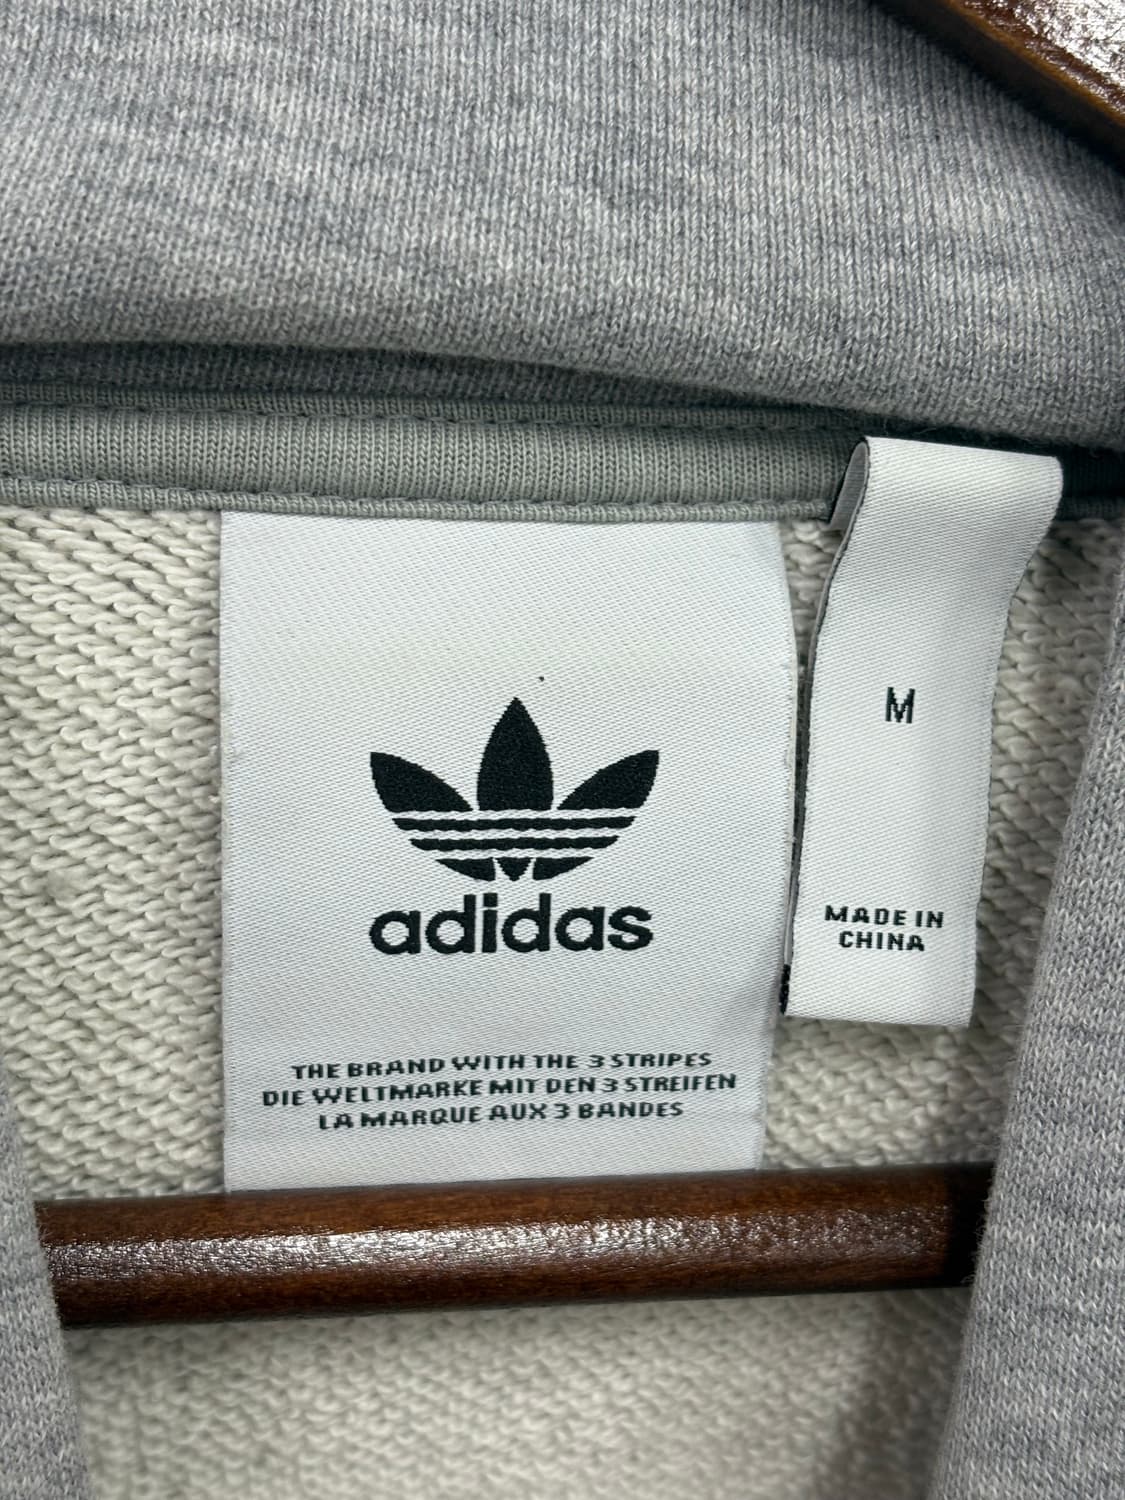 adidas
THE BRAND WITH THE 3 STRIPES
DIE WELTMARKE MIT DEN 3 STREIFEN
LA MARQUE AUX 3 BANDES
M
MADE IN
CHINA